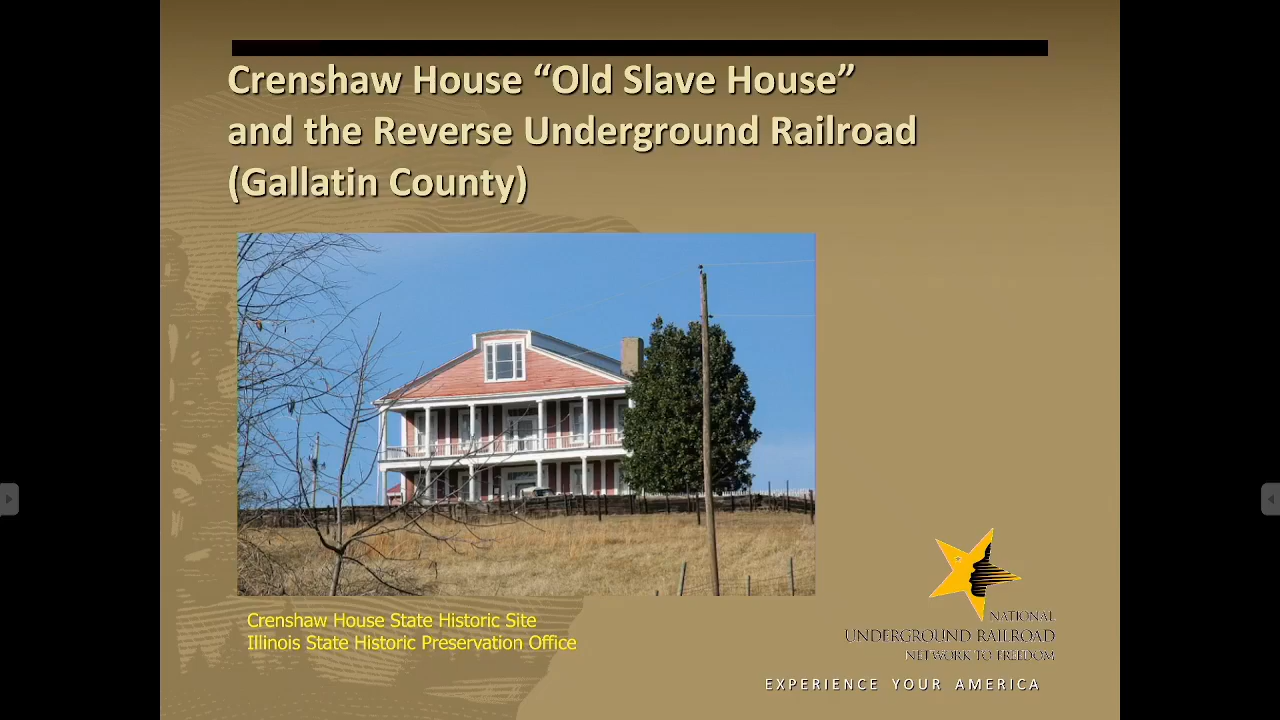 Crenshaw House “Old Slave House”
and the Reverse Underground Railroad
(Gallatin County)
Crenshaw House State Historic Site
Illinois State Historic Preservation Office
NATIONAL
UNDERGROUND RAILROAD
NETWORK TO FREEDOM
EXPERIENCE YOUR AMERICA